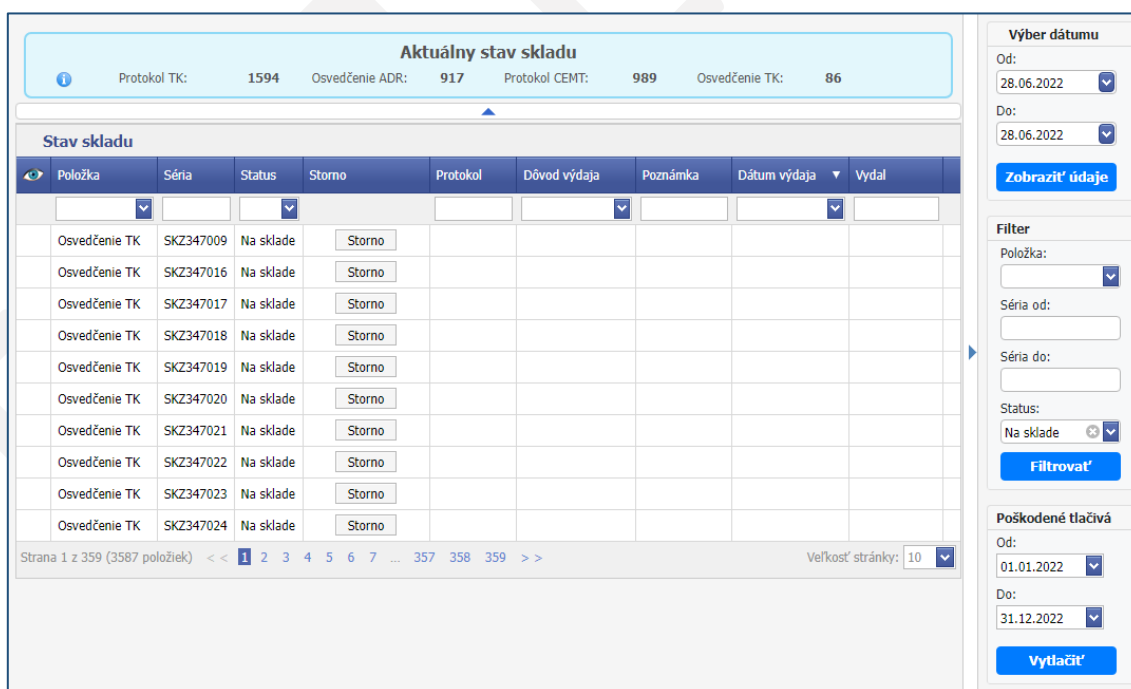 Aktuálny stav skladu
Protokol TK: 1594 Osvedčenie ADR: 917 Protokol CEMT: 989 Osvedčenie TK: 86
Stav skladu
Položka Séria Status Storno Protokol Dôvod výdaja Poznámka Dátum výdaja Vydal
Osvedčenie TK SKZ347009 Na sklade Storno
Osvedčenie TK SKZ347016 Na sklade Storno
Osvedčenie TK SKZ347017 Na sklade Storno
Osvedčenie TK SKZ347018 Na sklade Storno
Osvedčenie TK SKZ347019 Na sklade Storno
Osvedčenie TK SKZ347020 Na sklade Storno
Osvedčenie TK SKZ347021 Na sklade Storno
Osvedčenie TK SKZ347022 Na sklade Storno
Osvedčenie TK SKZ347023 Na sklade Storno
Osvedčenie TK SKZ347024 Na sklade Storno
Strana 1 z 359 (3587 položiek) << 1 2 3 4 5 6 7 ... 357 358 359 >> Veľkosť stránky: 10
Výber dátumu
Od:
28.06.2022
Do:
28.06.2022
Zobraziť údaje
Filter
Položka:
Séria od:
Séria do:
Status:
Na sklade
Filtrovať
Poškodené tlačivá
Od:
01.01.2022
Do:
31.12.2022
Vytlačiť